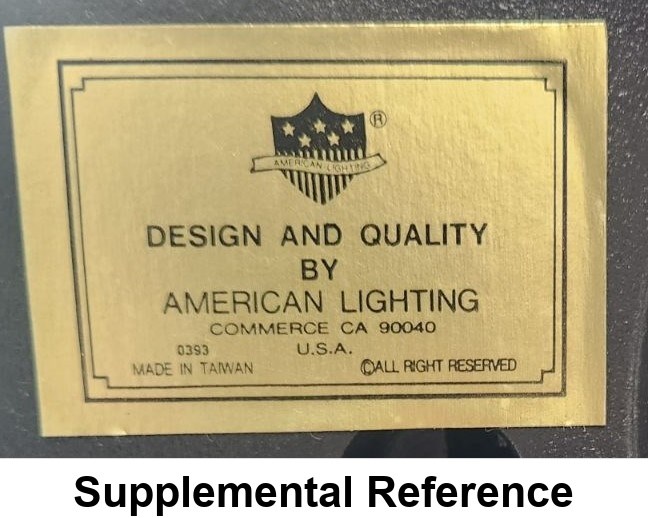 ®
AMERICAN LIGHTING
DESIGN AND QUALITY
BY
AMERICAN LIGHTING
COMMERCE CA 90040
0393 U.S.A.
MADE IN TAIWAN ©ALL RIGHT RESERVED
Supplemental Reference